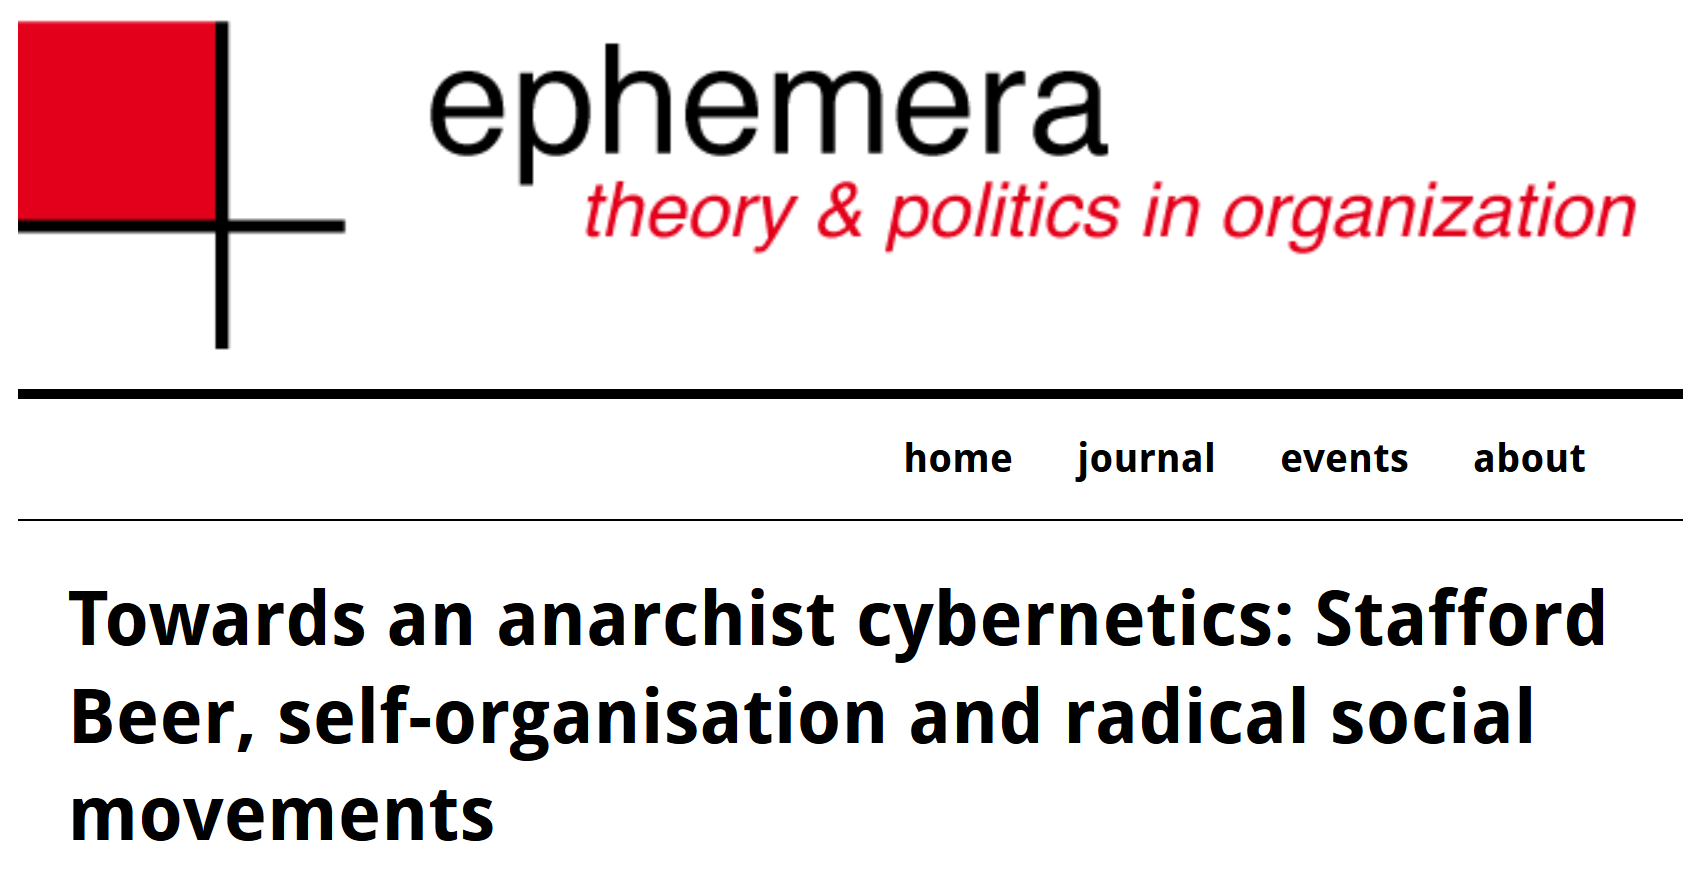 ephemera
theory & politics in organization
home journal events about
Towards an anarchist cybernetics: Stafford
Beer, self-organisation and radical social
movements